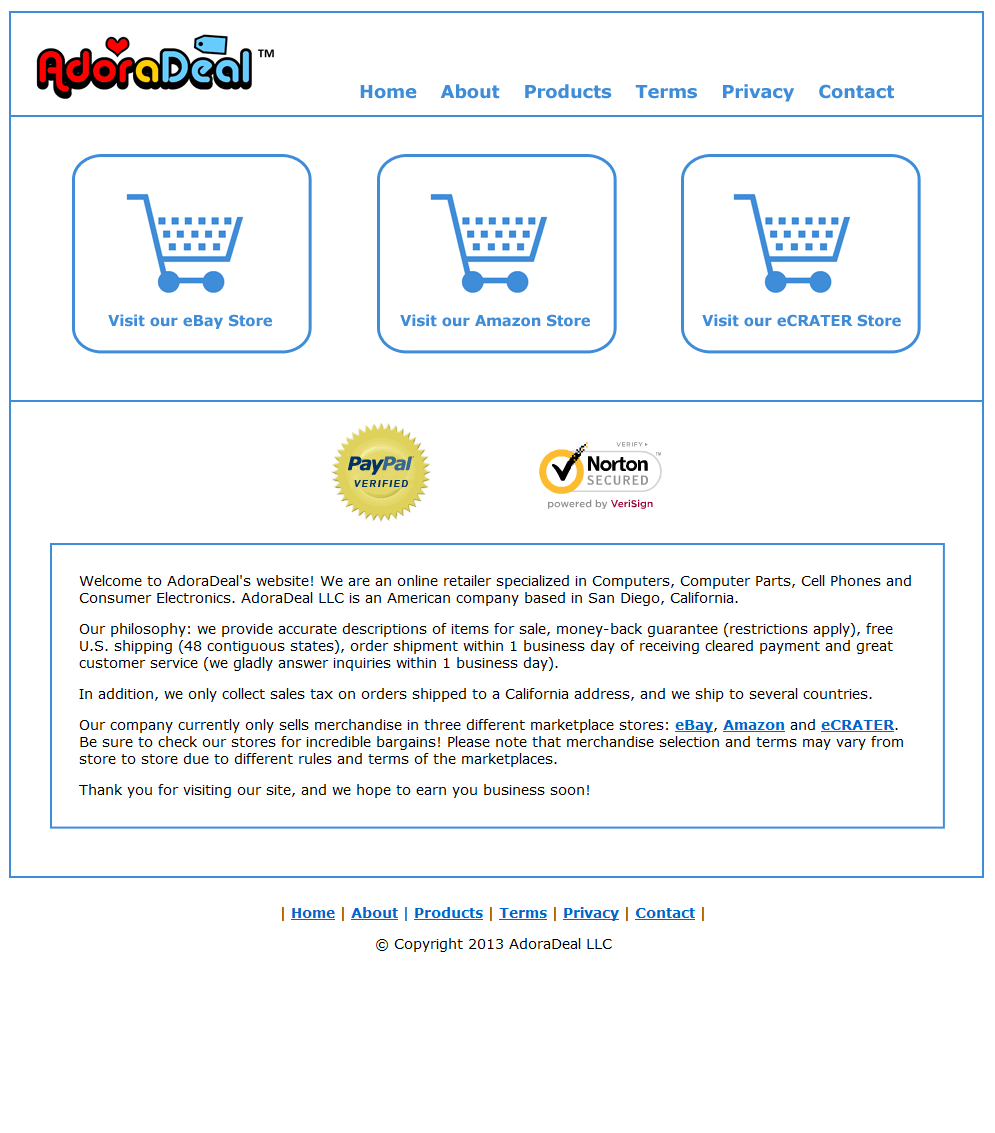 AdoraDeal™
Home About Products Terms Privacy Contact
Visit our eBay Store
Visit our Amazon Store
Visit our eCRATER Store
PayPal
VERIFIED
VERIFY
Norton™
SECURED
powered by VeriSign
Welcome to AdoraDeal's website! We are an online retailer specialized in Computers, Computer Parts, Cell Phones and
Consumer Electronics. AdoraDeal LLC is an American company based in San Diego, California.
Our philosophy: we provide accurate descriptions of items for sale, money-back guarantee (restrictions apply), free
U.S. shipping (48 contiguous states), order shipment within 1 business day of receiving cleared payment and great
customer service (we gladly answer inquiries within 1 business day).
In addition, we only collect sales tax on orders shipped to a California address, and we ship to several countries.
Our company currently only sells merchandise in three different marketplace stores: eBay, Amazon and eCRATER.
Be sure to check our stores for incredible bargains! Please note that merchandise selection and terms may vary from
store to store due to different rules and terms of the marketplaces.
Thank you for visiting our site, and we hope to earn you business soon!
| Home | About | Products | Terms | Privacy | Contact |
© Copyright 2013 AdoraDeal LLC